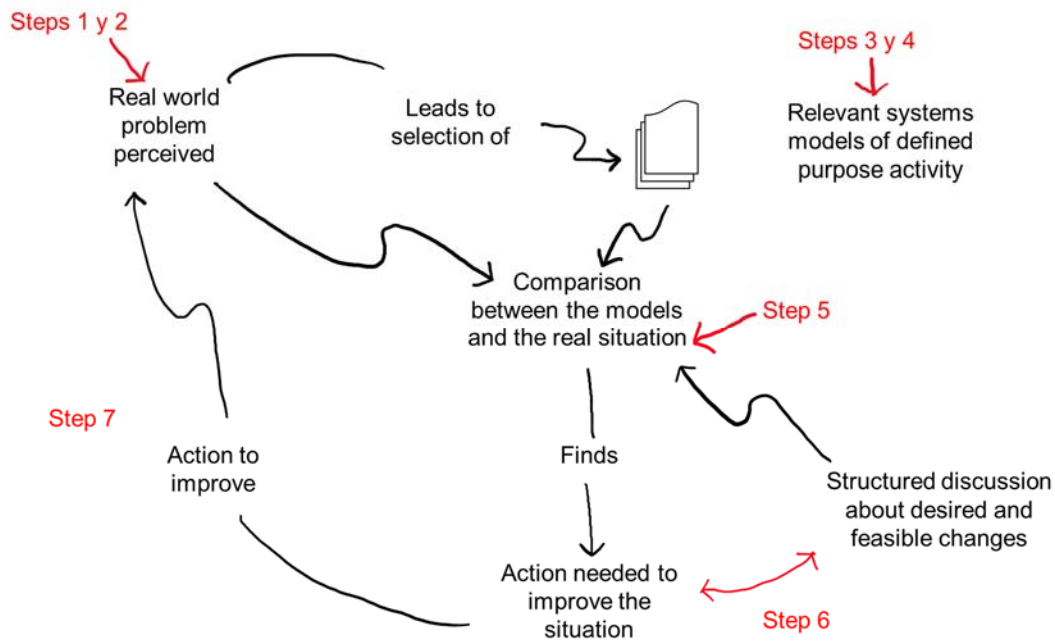 Steps 1 y 2
Real world
problem
perceived
Leads to
selection of
Steps 3 y 4
Relevant systems
models of defined
purpose activity
Comparison
between the models
and the real situation
Step 5
Step 7
Action to
improve
Finds
Structured discussion
about desired and
feasible changes
Action needed to
improve the
situation
Step 6